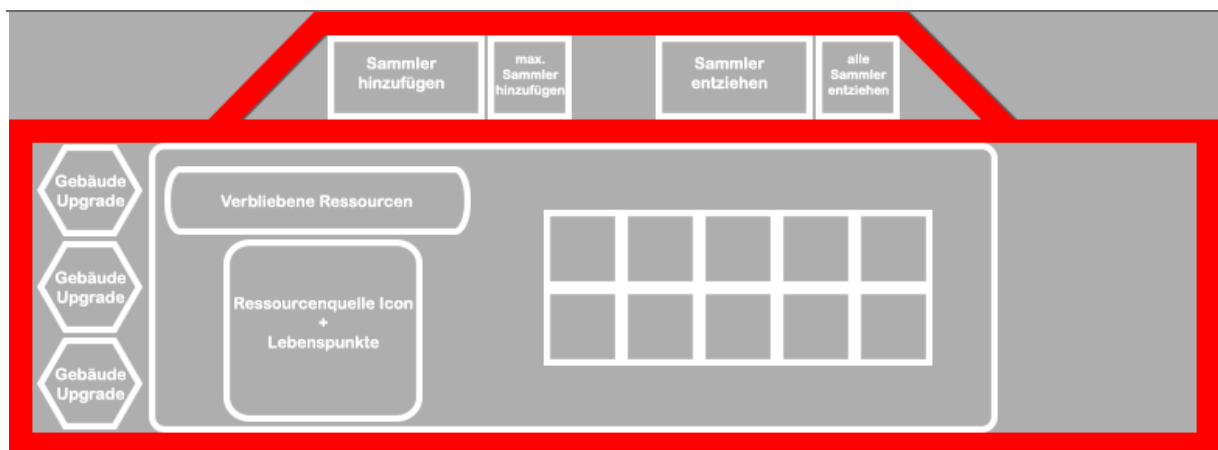 Sammler
hinzufügen
max.
Sammler
hinzufügen
Sammler
entziehen
alle
Sammler
entziehen
Gebäude
Upgrade
Verbliebene Ressourcen
Gebäude
Upgrade
Ressourcenquelle Icon
+
Lebenspunkte
Gebäude
Upgrade